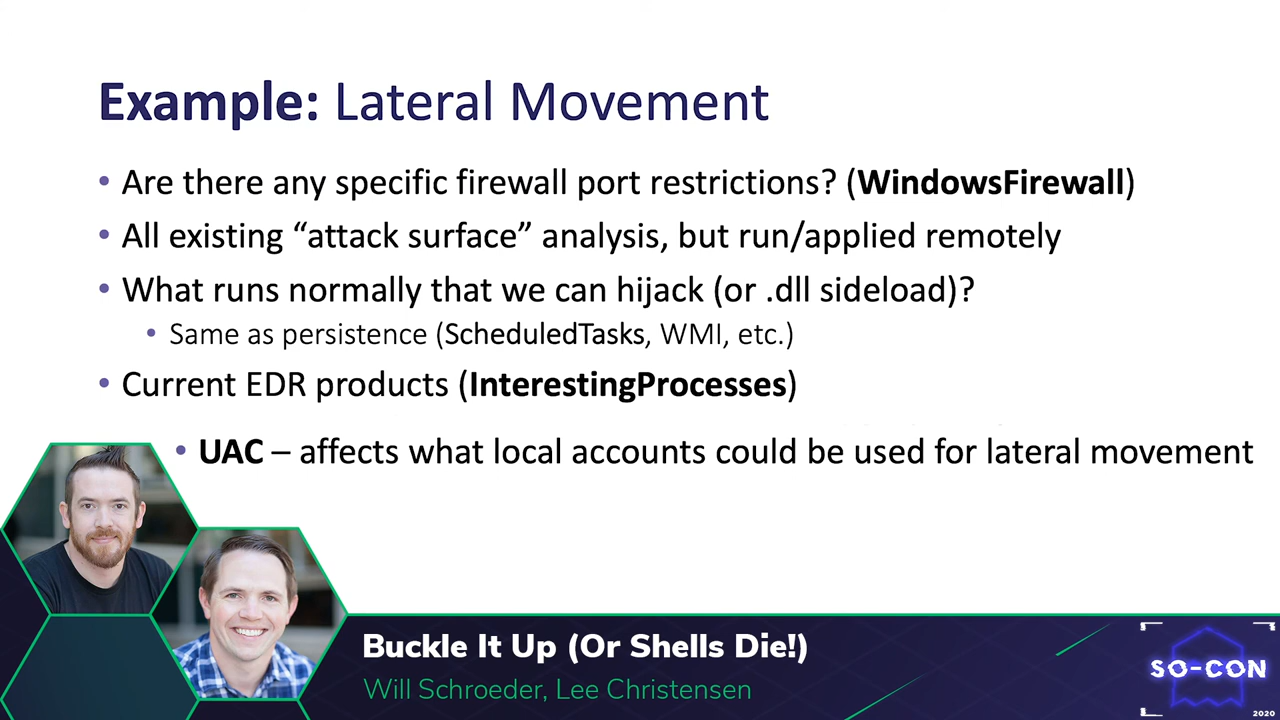 Example: Lateral Movement
• Are there any specific firewall port restrictions? (WindowsFirewall)
• All existing “attack surface” analysis, but run/applied remotely
• What runs normally that we can hijack (or .dll sideload)?
• Same as persistence (ScheduledTasks, WMI, etc.)
• Current EDR products (InterestingProcesses)
• UAC – affects what local accounts could be used for lateral movement
Buckle It Up (Or Shells Die!)
Will Schroeder, Lee Christensen
SO-CON
2020